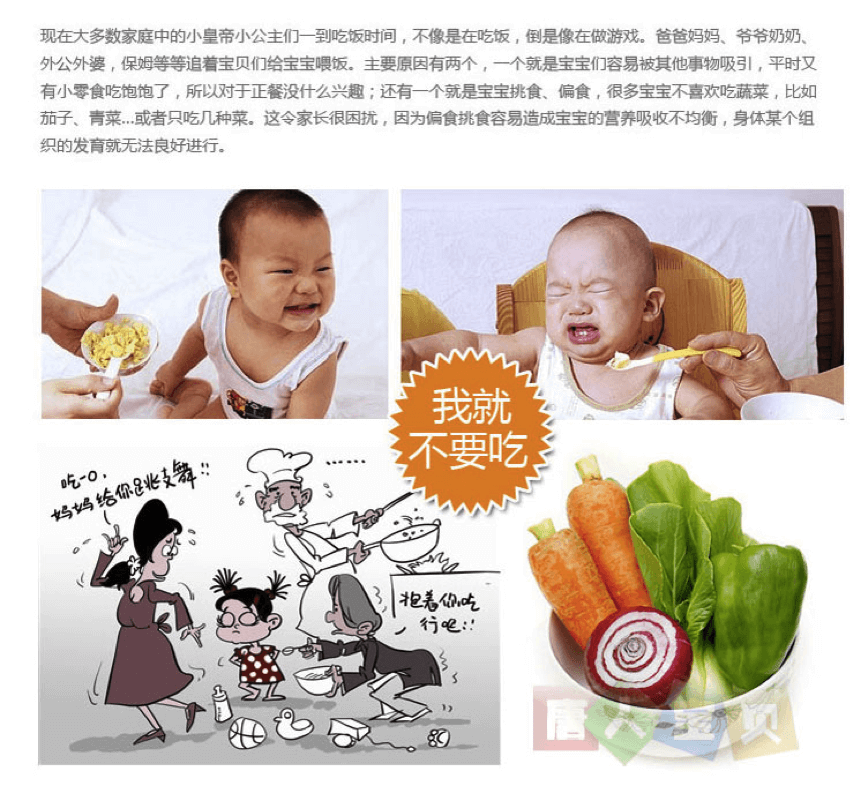 现在大多数家庭中的小皇帝小公主们一到吃饭时间，不像是在吃饭，倒是像在做游戏。爸爸妈妈、爷爷奶奶、
外公外婆，保姆等等追着宝贝们给宝宝喂饭。主要原因有两个，一个就是宝宝们容易被其他事物吸引，平时又
有小零食吃饱饱了，所以对于正餐没什么兴趣；还有一个就是宝宝挑食、偏食，很多宝宝不喜欢吃蔬菜，比如
茄子、青菜...或者只吃几种菜。这令家长很困扰，因为偏食挑食容易造成宝宝的营养吸收不均衡，身体某个组
织的发育就无法良好进行。
我就
不要吃
吃一口，
妈妈给你跳支舞!!
······
抱着你吃
行吧!!